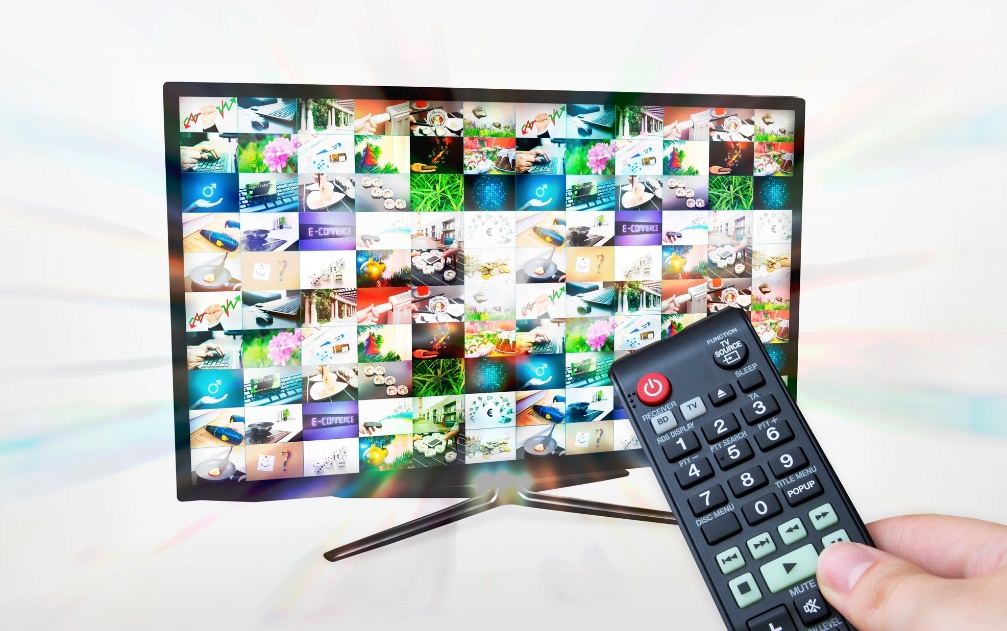 E-COMMERCE
E-COMMERCE
E-COMMERCE
FUNCTION
TV
SOURCE
SLEEP
RECEIVER
BD
TV
TA
RDS DISPLAY
1
2
3
PTY -
PTY SEARCH
PTY +
4
5
6
7
8
9
DISC MENU
TITLE MENU
0
POPUP
MUTE